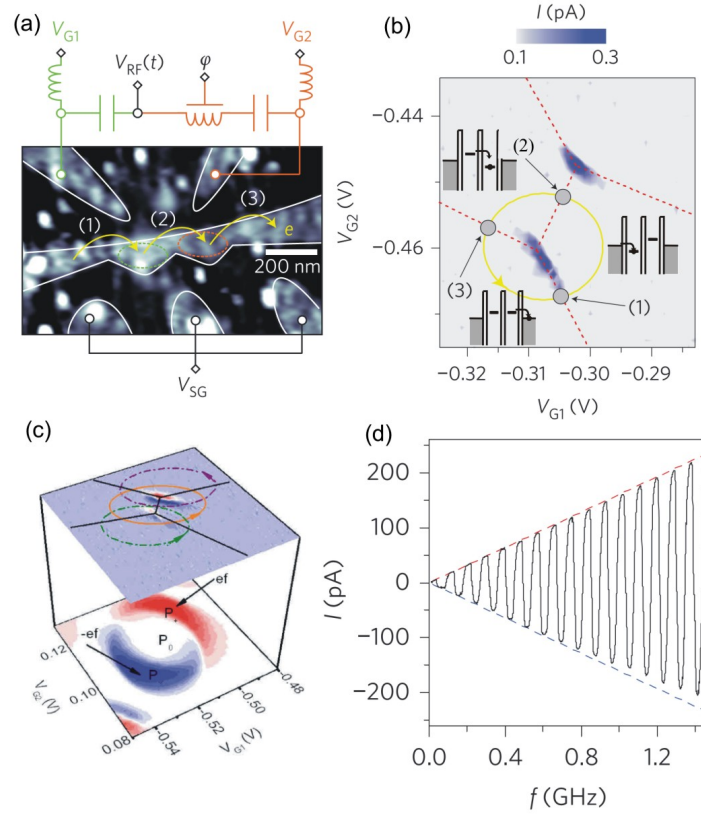 (a)
V_G1
V_RF(t)
φ
V_G2
(1)
(2)
(3)
e
200 nm
V_SG
(b)
I (pA)
0.1
0.3
−0.44
−0.46
V_G2 (V)
(2)
(3)
(1)
−0.32
−0.31
−0.30
−0.29
V_G1 (V)
(c)
ef
-ef
P+
P0
P-
0.12
0.10
0.08
V_G2 (V)
-0.54
-0.52
-0.50
-0.48
V_G1 (V)
(d)
200
100
0
−100
−200
I (pA)
0.0
0.4
0.8
1.2
f (GHz)